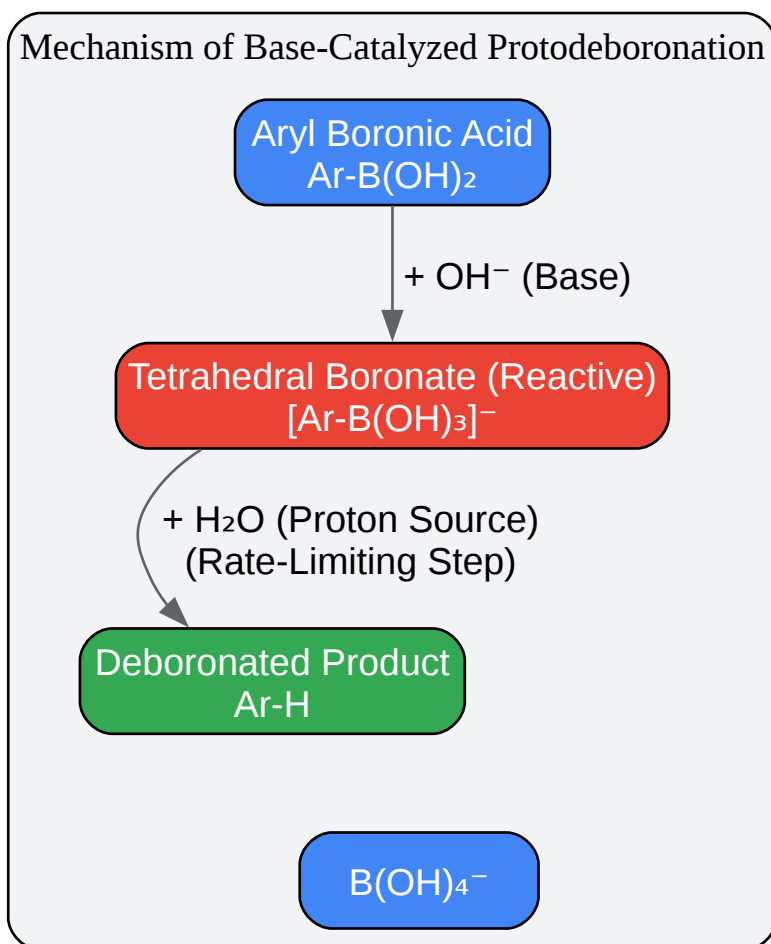 Mechanism of Base-Catalyzed Protodeboronation
Aryl Boronic Acid
Ar-B(OH)₂
+ OH⁻ (Base)
Tetrahedral Boronate (Reactive)
[Ar-B(OH)₃]⁻
+ H₂O (Proton Source)
(Rate-Limiting Step)
Deboronated Product
Ar-H
B(OH)₄⁻